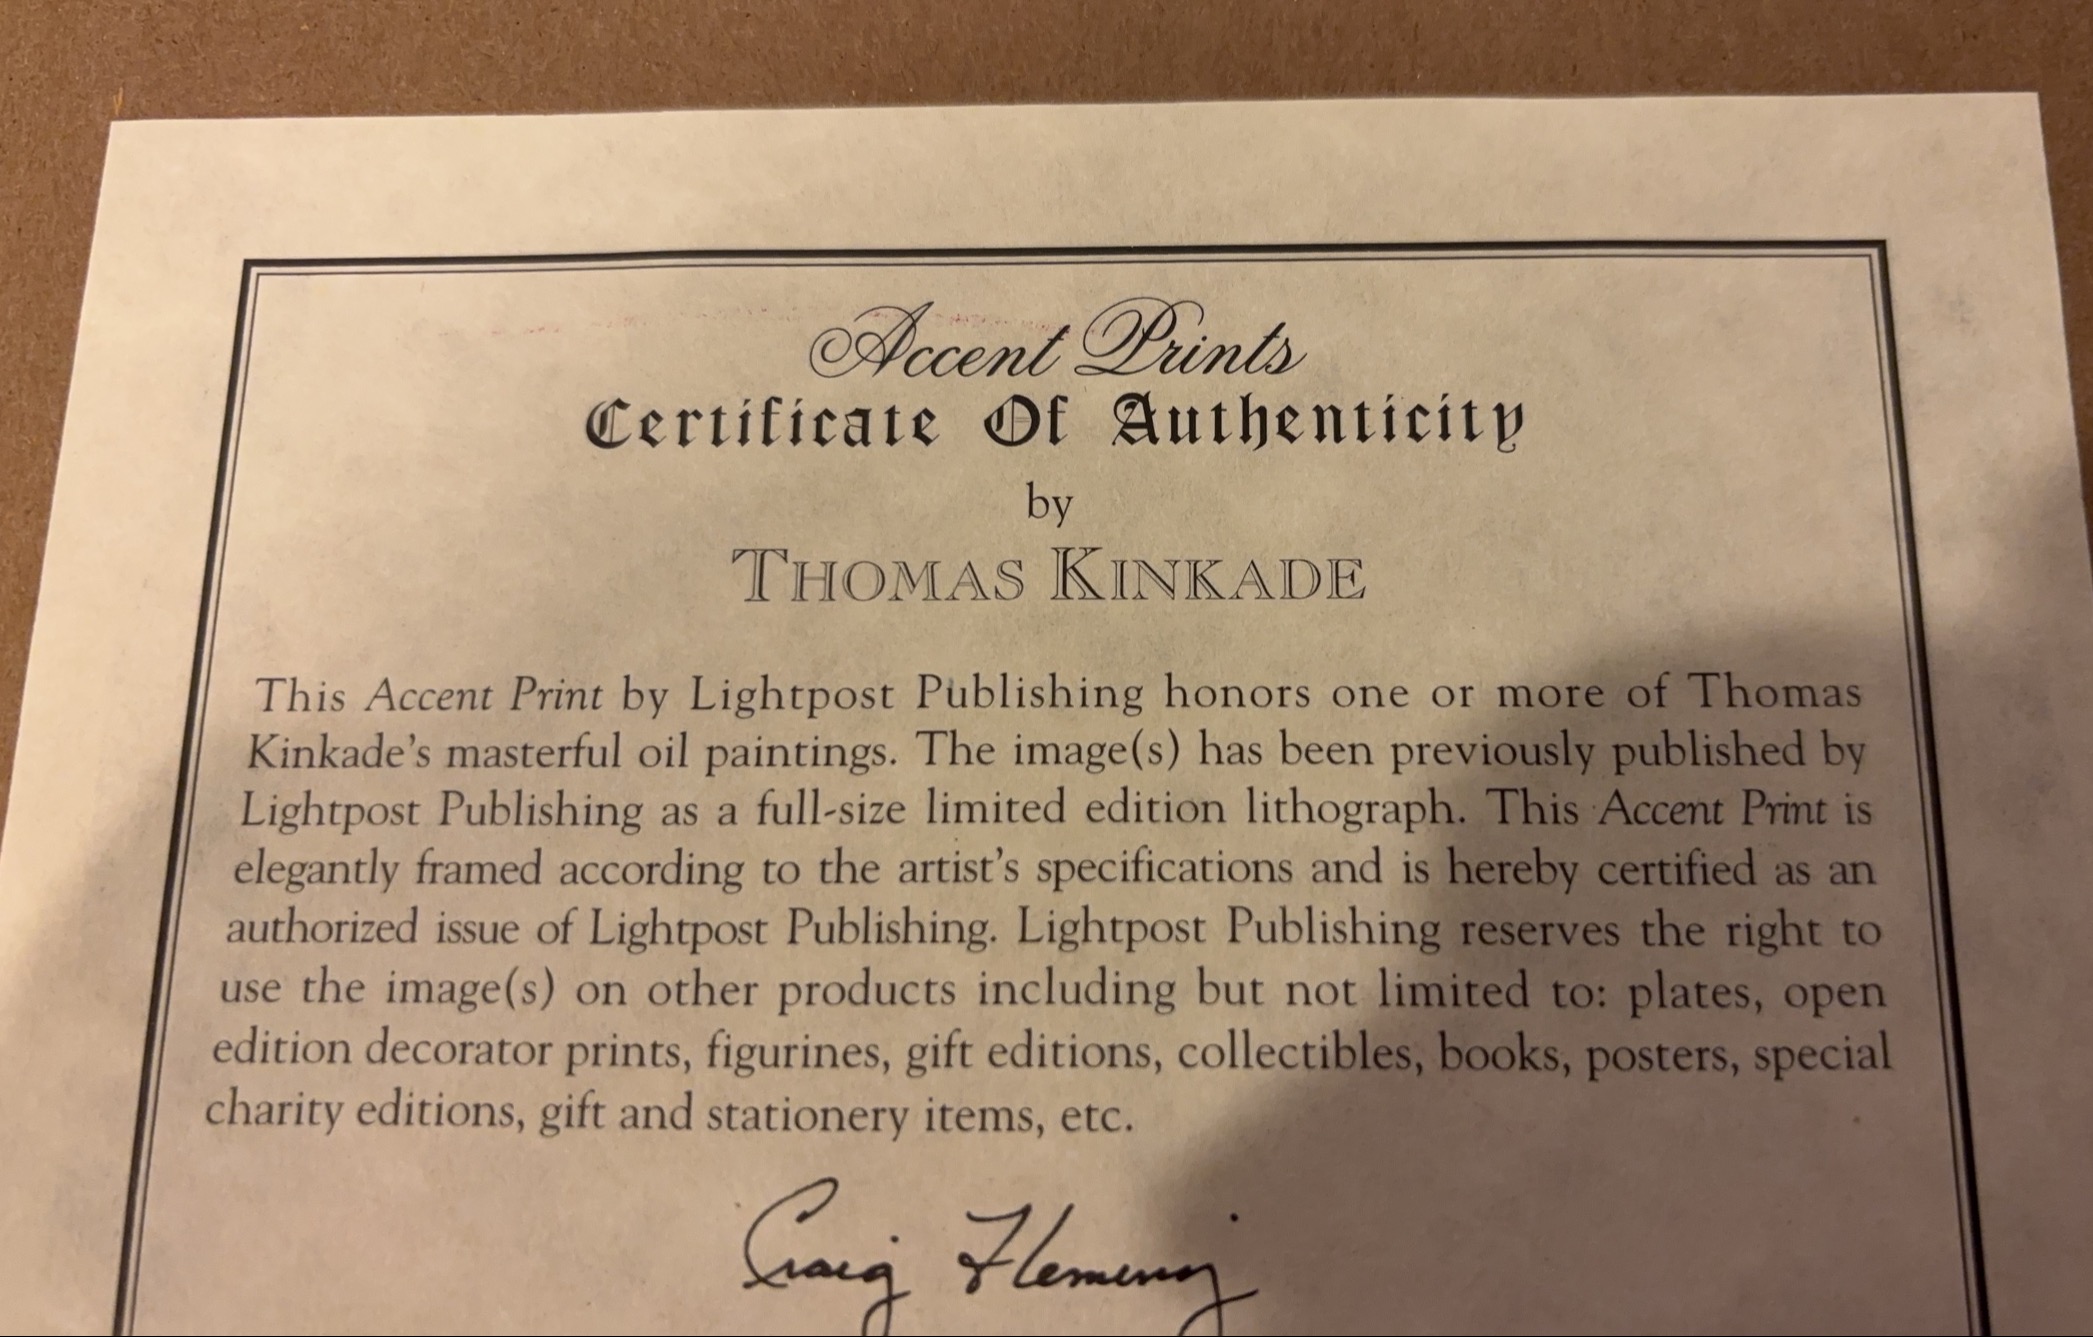 Accent Prints
Certificate Of Authenticity
by
THOMAS KINKADE
This Accent Print by Lightpost Publishing honors one or more of Thomas
Kinkade's masterful oil paintings. The image(s) has been previously published by
Lightpost Publishing as a full-size limited edition lithograph. This Accent Print is
elegantly framed according to the artist's specifications and is hereby certified as an
authorized issue of Lightpost Publishing. Lightpost Publishing reserves the right to
use the image(s) on other products including but not limited to: plates, open
edition decorator prints, figurines, gift editions, collectibles, books, posters, special
charity editions, gift and stationery items, etc.
Craig Fleming